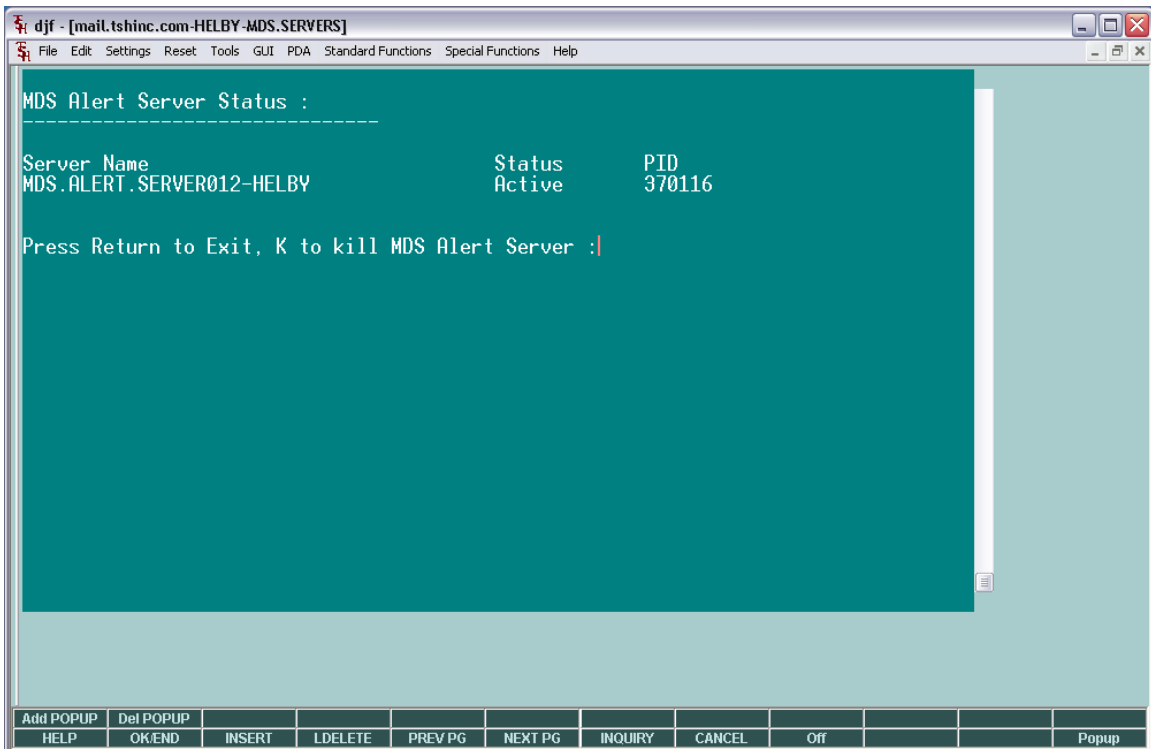 djf - [mail.tshinc.com-HELBY-MDS.SERVERS]
File Edit Settings Reset Tools GUI PDA Standard Functions Special Functions Help
MDS Alert Server Status :
--------------------------------
Server Name Status PID
MDS.ALERT.SERVER012-HELBY Active 370116
Press Return to Exit, K to kill MDS Alert Server :
Add POPUP Del POPUP
HELP OK/END INSERT LDELETE PREV PG NEXT PG INQUIRY CANCEL Off Popup